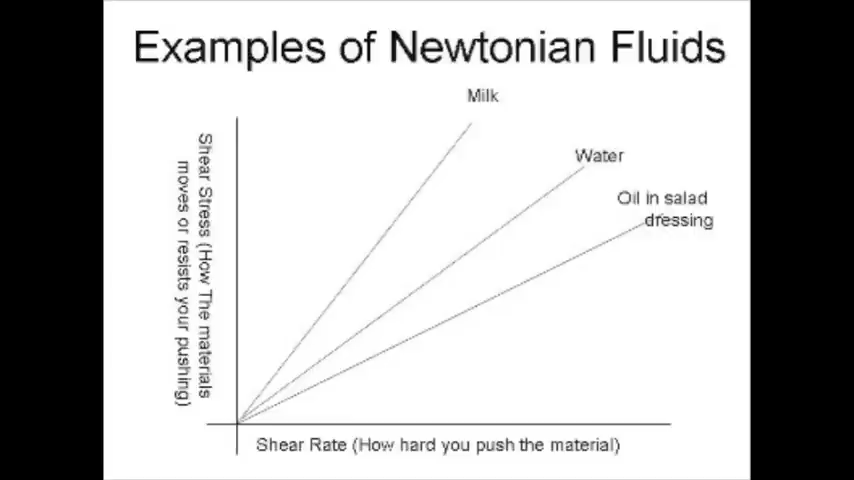 Examples of Newtonian Fluids
Milk
Water
Oil in salad
dressing
Shear Stress (How The materials
moves or resists your pushing)
Shear Rate (How hard you push the material)